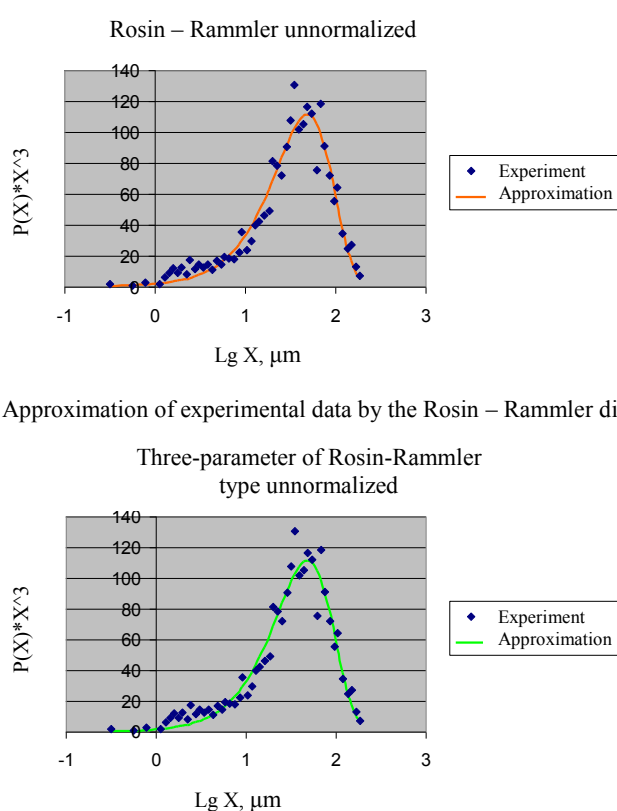 Rosin – Rammler unnormalized
140
120
100
80
60
40
20
0
-1 0 1 2 3
P(X)*X^3
Lg X, μm
Experiment
Approximation
Approximation of experimental data by the Rosin – Rammler di
Three-parameter of Rosin-Rammler
type unnormalized
140
120
100
80
60
40
20
0
-1 0 1 2 3
P(X)*X^3
Lg X, μm
Experiment
Approximation